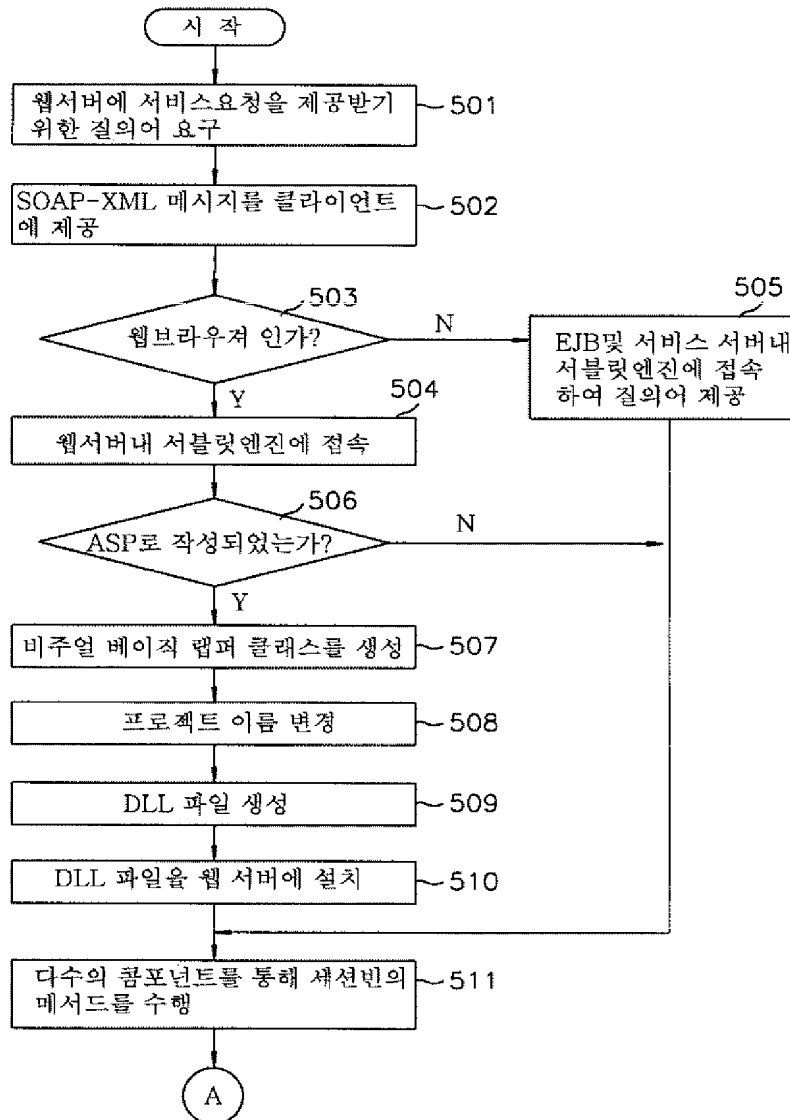 시 작
웹서버에 서비스요청을 제공받기
위한 질의어 요구
501
SOAP-XML 메시지를 클라이언트
에 제공
502
503
웹브라우져 인가?
N
Y
505
EJB및 서비스 서버내
서블릿엔진에 접속
하여 질의어 제공
504
웹서버내 서블릿엔진에 접속
506
ASP로 작성되었는가?
N
Y
비주얼 베이직 랩퍼 클래스를 생성
507
프로젝트 이름 변경
508
DLL 파일 생성
509
DLL 파일을 웹 서버에 설치
510
다수의 콤포넌트를 통해 세션빈의
메서드를 수행
511
A